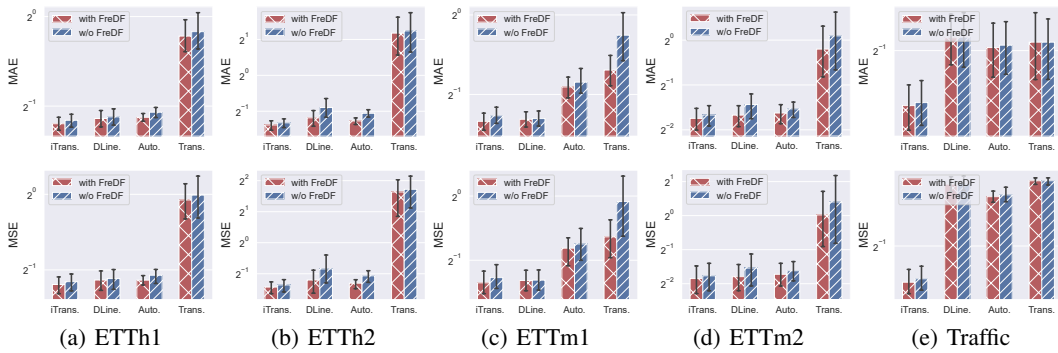 MAE 2^0 2^-1 with FreDF w/o FreDF iTrans. DLine. Auto. Trans.
MAE 2^1 2^-1 with FreDF w/o FreDF iTrans. DLine. Auto. Trans.
MAE 2^0 2^-1 with FreDF w/o FreDF iTrans. DLine. Auto. Trans.
MAE 2^0 2^-1 2^-2 with FreDF w/o FreDF iTrans. DLine. Auto. Trans.
MAE 2^-1 with FreDF w/o FreDF iTrans. DLine. Auto. Trans.
MSE 2^0 2^-1 with FreDF w/o FreDF iTrans. DLine. Auto. Trans.
MSE 2^2 2^1 2^-1 with FreDF w/o FreDF iTrans. DLine. Auto. Trans.
MSE 2^0 2^-1 with FreDF w/o FreDF iTrans. DLine. Auto. Trans.
MSE 2^1 2^0 2^-1 2^-2 with FreDF w/o FreDF iTrans. DLine. Auto. Trans.
MSE 2^-1 with FreDF w/o FreDF iTrans. DLine. Auto. Trans.
(a) ETTh1 (b) ETTh2 (c) ETTm1 (d) ETTm2 (e) Traffic